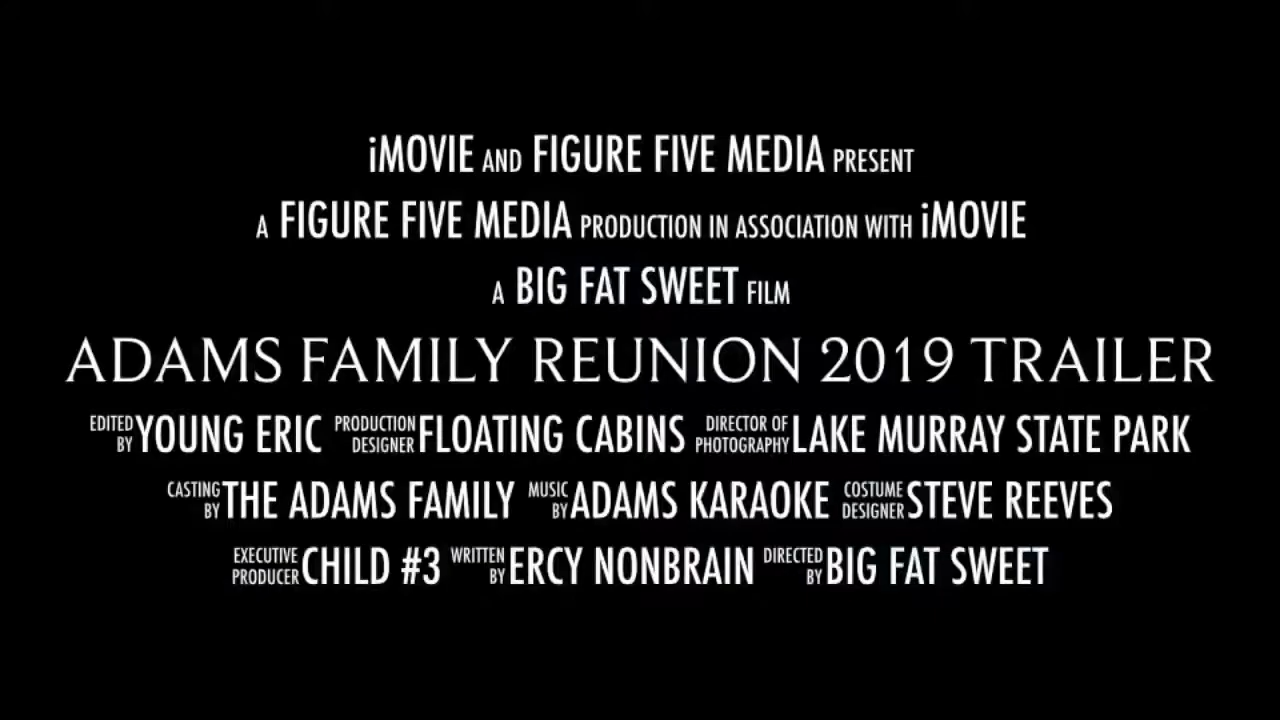 iMOVIE AND FIGURE FIVE MEDIA PRESENT
A FIGURE FIVE MEDIA PRODUCTION IN ASSOCIATION WITH iMOVIE
A BIG FAT SWEET FILM
ADAMS FAMILY REUNION 2019 TRAILER
EDITED BY YOUNG ERIC PRODUCTION DESIGNER FLOATING CABINS DIRECTOR OF PHOTOGRAPHY LAKE MURRAY STATE PARK
CASTING BY THE ADAMS FAMILY MUSIC BY ADAMS KARAOKE COSTUME DESIGNER STEVE REEVES
EXECUTIVE PRODUCER CHILD #3 WRITTEN BY ERCY NONBRAIN DIRECTED BY BIG FAT SWEET